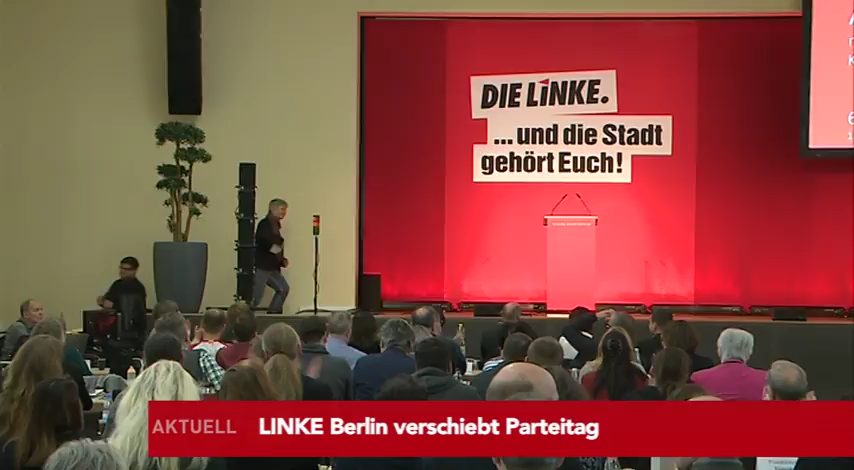 DIE LiNKE.
...und die Stadt
gehört Euch!
AKTUELL LINKE Berlin verschiebt Parteitag